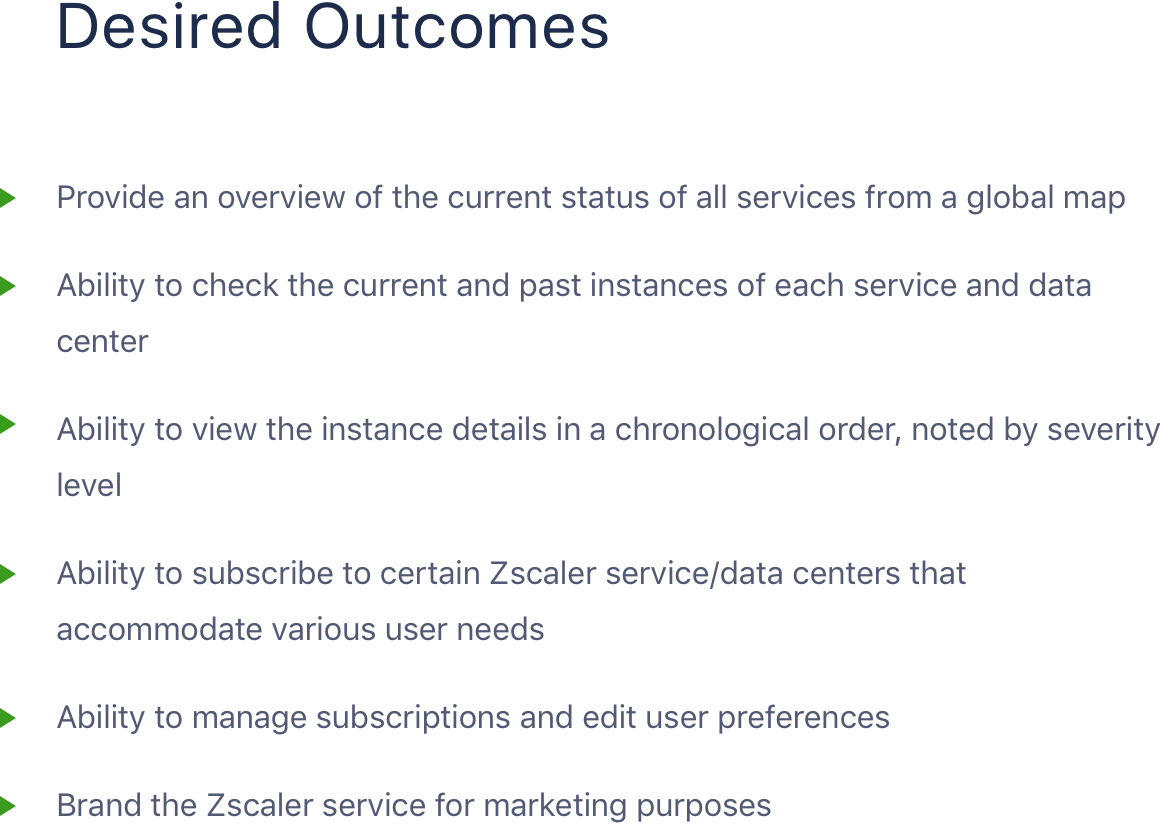 Desired Outcomes
Provide an overview of the current status of all services from a global map
Ability to check the current and past instances of each service and data
center
Ability to view the instance details in a chronological order, noted by severity
level
Ability to subscribe to certain Zscaler service/data centers that
accommodate various user needs
Ability to manage subscriptions and edit user preferences
Brand the Zscaler service for marketing purposes